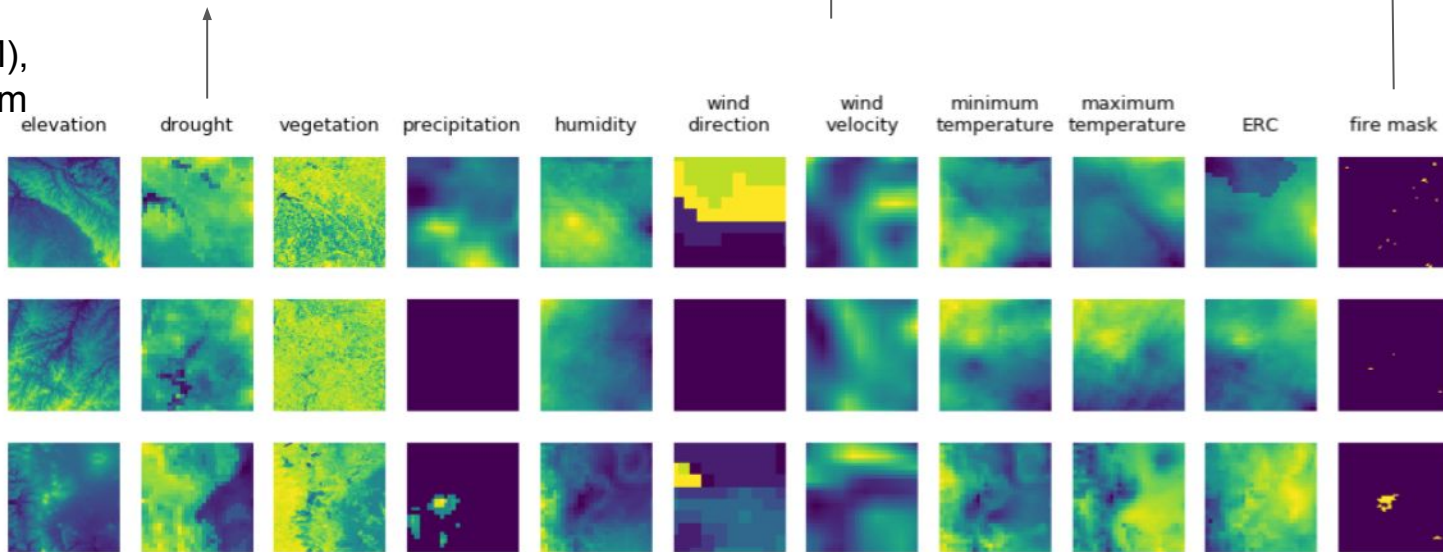 elevation
drought
vegetation
precipitation
humidity
wind
direction
wind
velocity
minimum
temperature
maximum
temperature
ERC
fire mask